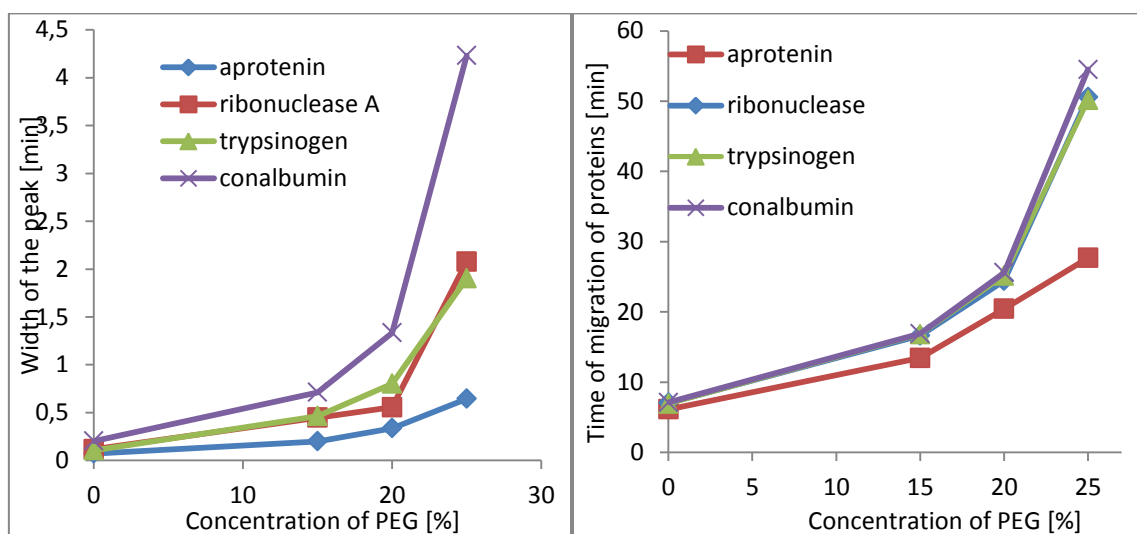 Width of the peak [min]
4,5
4
3,5
3
2,5
2
1,5
1
0,5
0
aprotenin
ribonuclease A
trypsinogen
conalbumin
0 10 20 30
Concentration of PEG [%]
Time of migration of proteins [min]
60
50
40
30
20
10
0
aprotenin
ribonuclease
trypsinogen
conalbumin
0 5 10 15 20 25
Concentration of PEG [%]